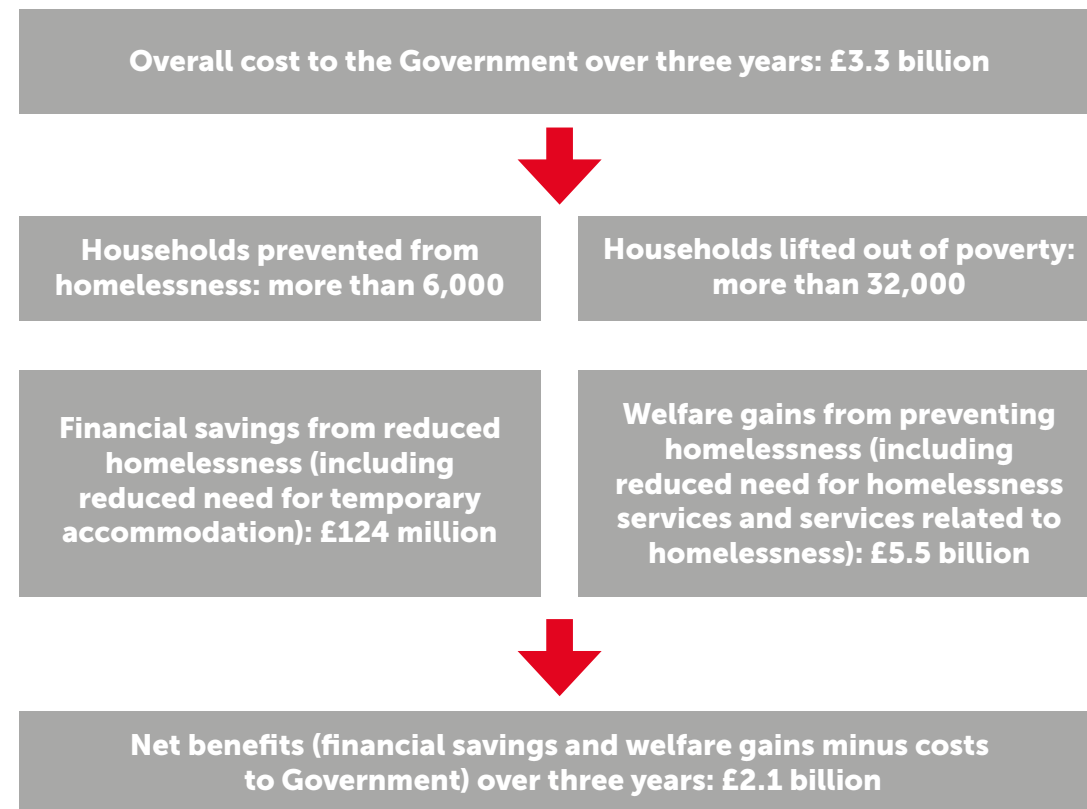 Overall cost to the Government over three years: £3.3 billion
Households prevented from
homelessness: more than 6,000
Households lifted out of poverty:
more than 32,000
Financial savings from reduced
homelessness (including
reduced need for temporary
accommodation): £124 million
Welfare gains from preventing
homelessness (including
reduced need for homelessness
services and services related to
homelessness): £5.5 billion
Net benefits (financial savings and welfare gains minus costs
to Government) over three years: £2.1 billion